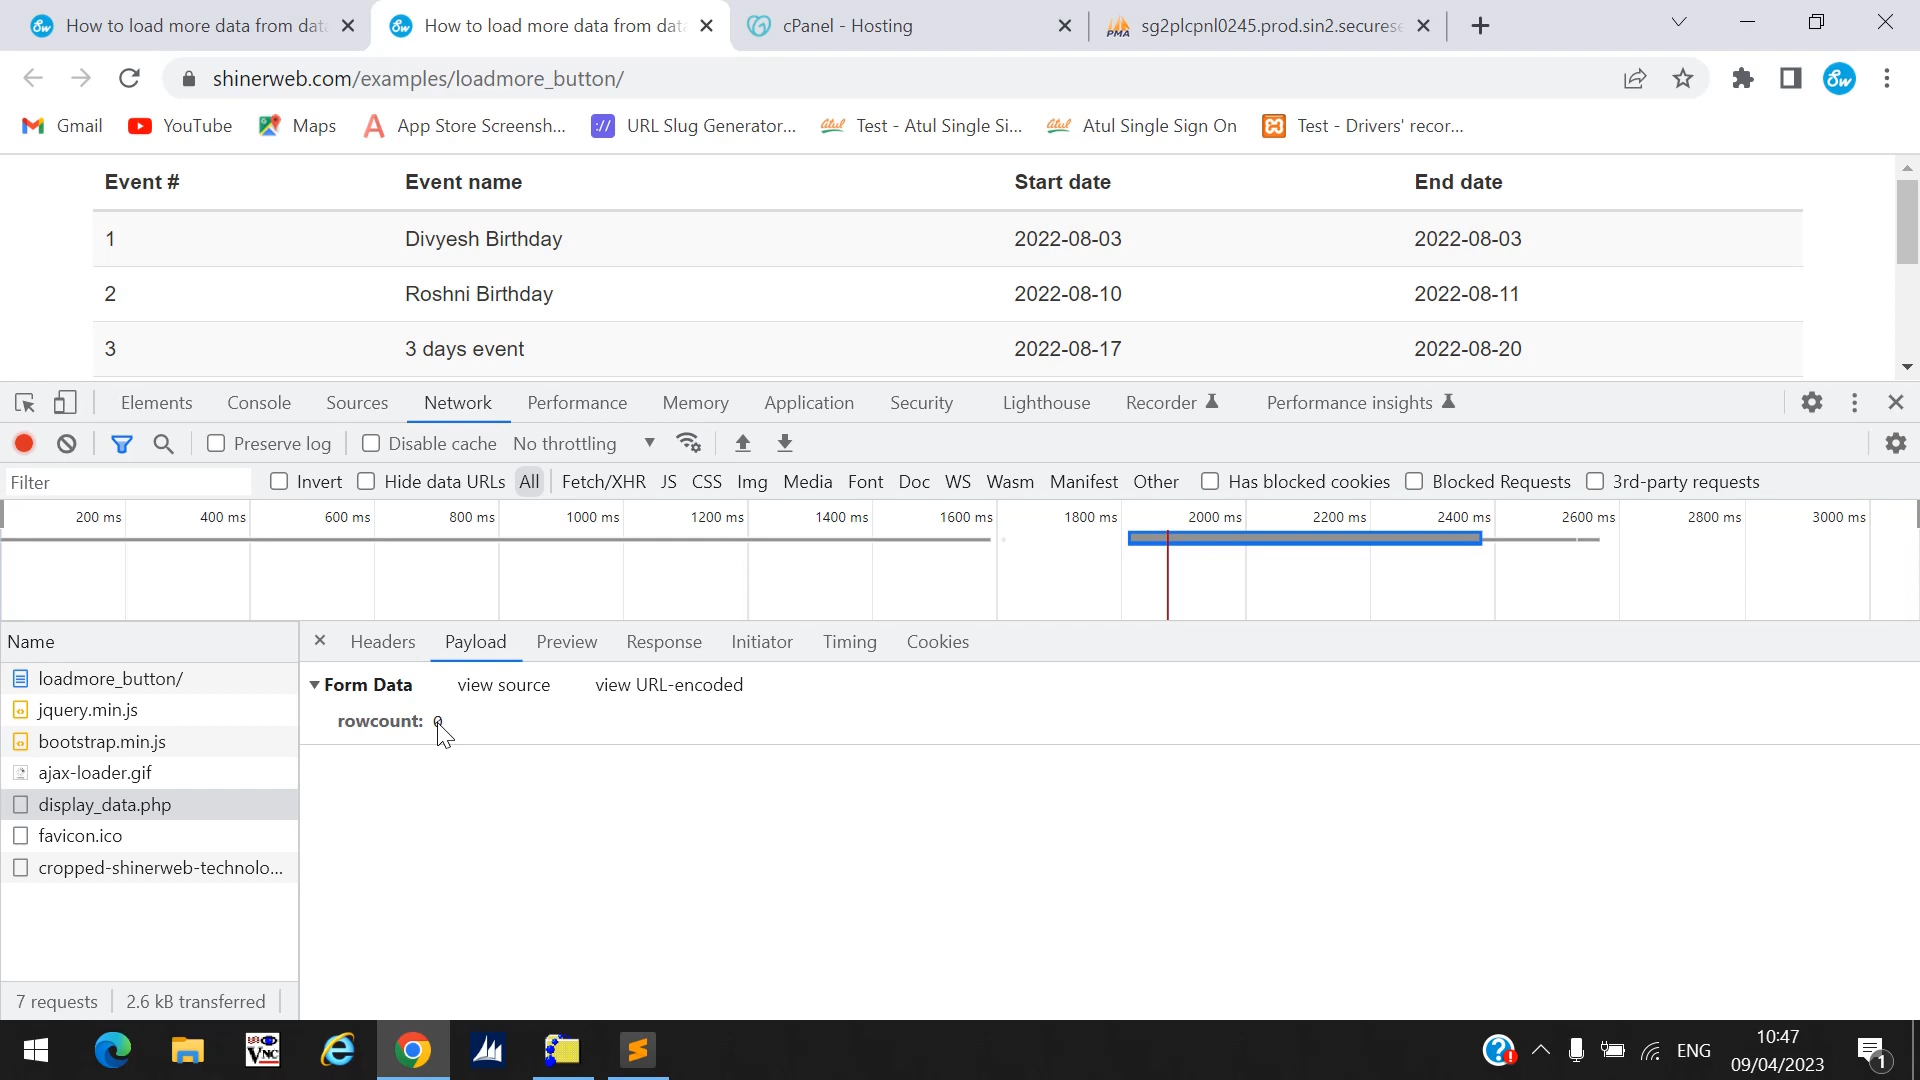 How to load more data from dat
How to load more data from dat
cPanel - Hosting
PMA
sg2plcpnl0245.prod.sin2.securese
Sw
shinerweb.com/examples/loadmore_button/
Gmail
YouTube
Maps
App Store Screensh...
URL Slug Generator...
Test - Atul Single Si...
Atul Single Sign On
Test - Drivers' recor...
Event # Event name Start date End date
1 Divyesh Birthday 2022-08-03 2022-08-03
2 Roshni Birthday 2022-08-10 2022-08-11
3 3 days event 2022-08-17 2022-08-20
Elements Console Sources Network Performance Memory Application Security Lighthouse Recorder Performance insights
Preserve log Disable cache No throttling
Filter Invert Hide data URLs All Fetch/XHR JS CSS Img Media Font Doc WS Wasm Manifest Other Has blocked cookies Blocked Requests 3rd-party requests
200 ms 400 ms 600 ms 800 ms 1000 ms 1200 ms 1400 ms 1600 ms 1800 ms 2000 ms 2200 ms 2400 ms 2600 ms 2800 ms 3000 ms
Name
Headers Payload Preview Response Initiator Timing Cookies
loadmore_button/
jquery.min.js
bootstrap.min.js
ajax-loader.gif
display_data.php
favicon.ico
cropped-shinerweb-technolo...
Form Data view source view URL-encoded
rowcount: 0
7 requests 2.6 kB transferred
VNC
ENG
10:47
09/04/2023
1